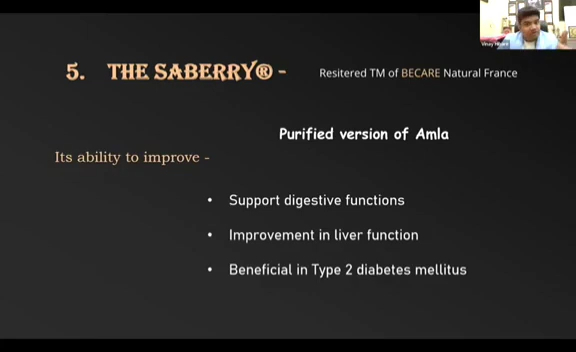 5. THE SABERRY® -
Resitered TM of BECARE Natural France
Purified version of Amla
Its ability to improve -
• Support digestive functions
• Improvement in liver function
• Beneficial in Type 2 diabetes mellitus